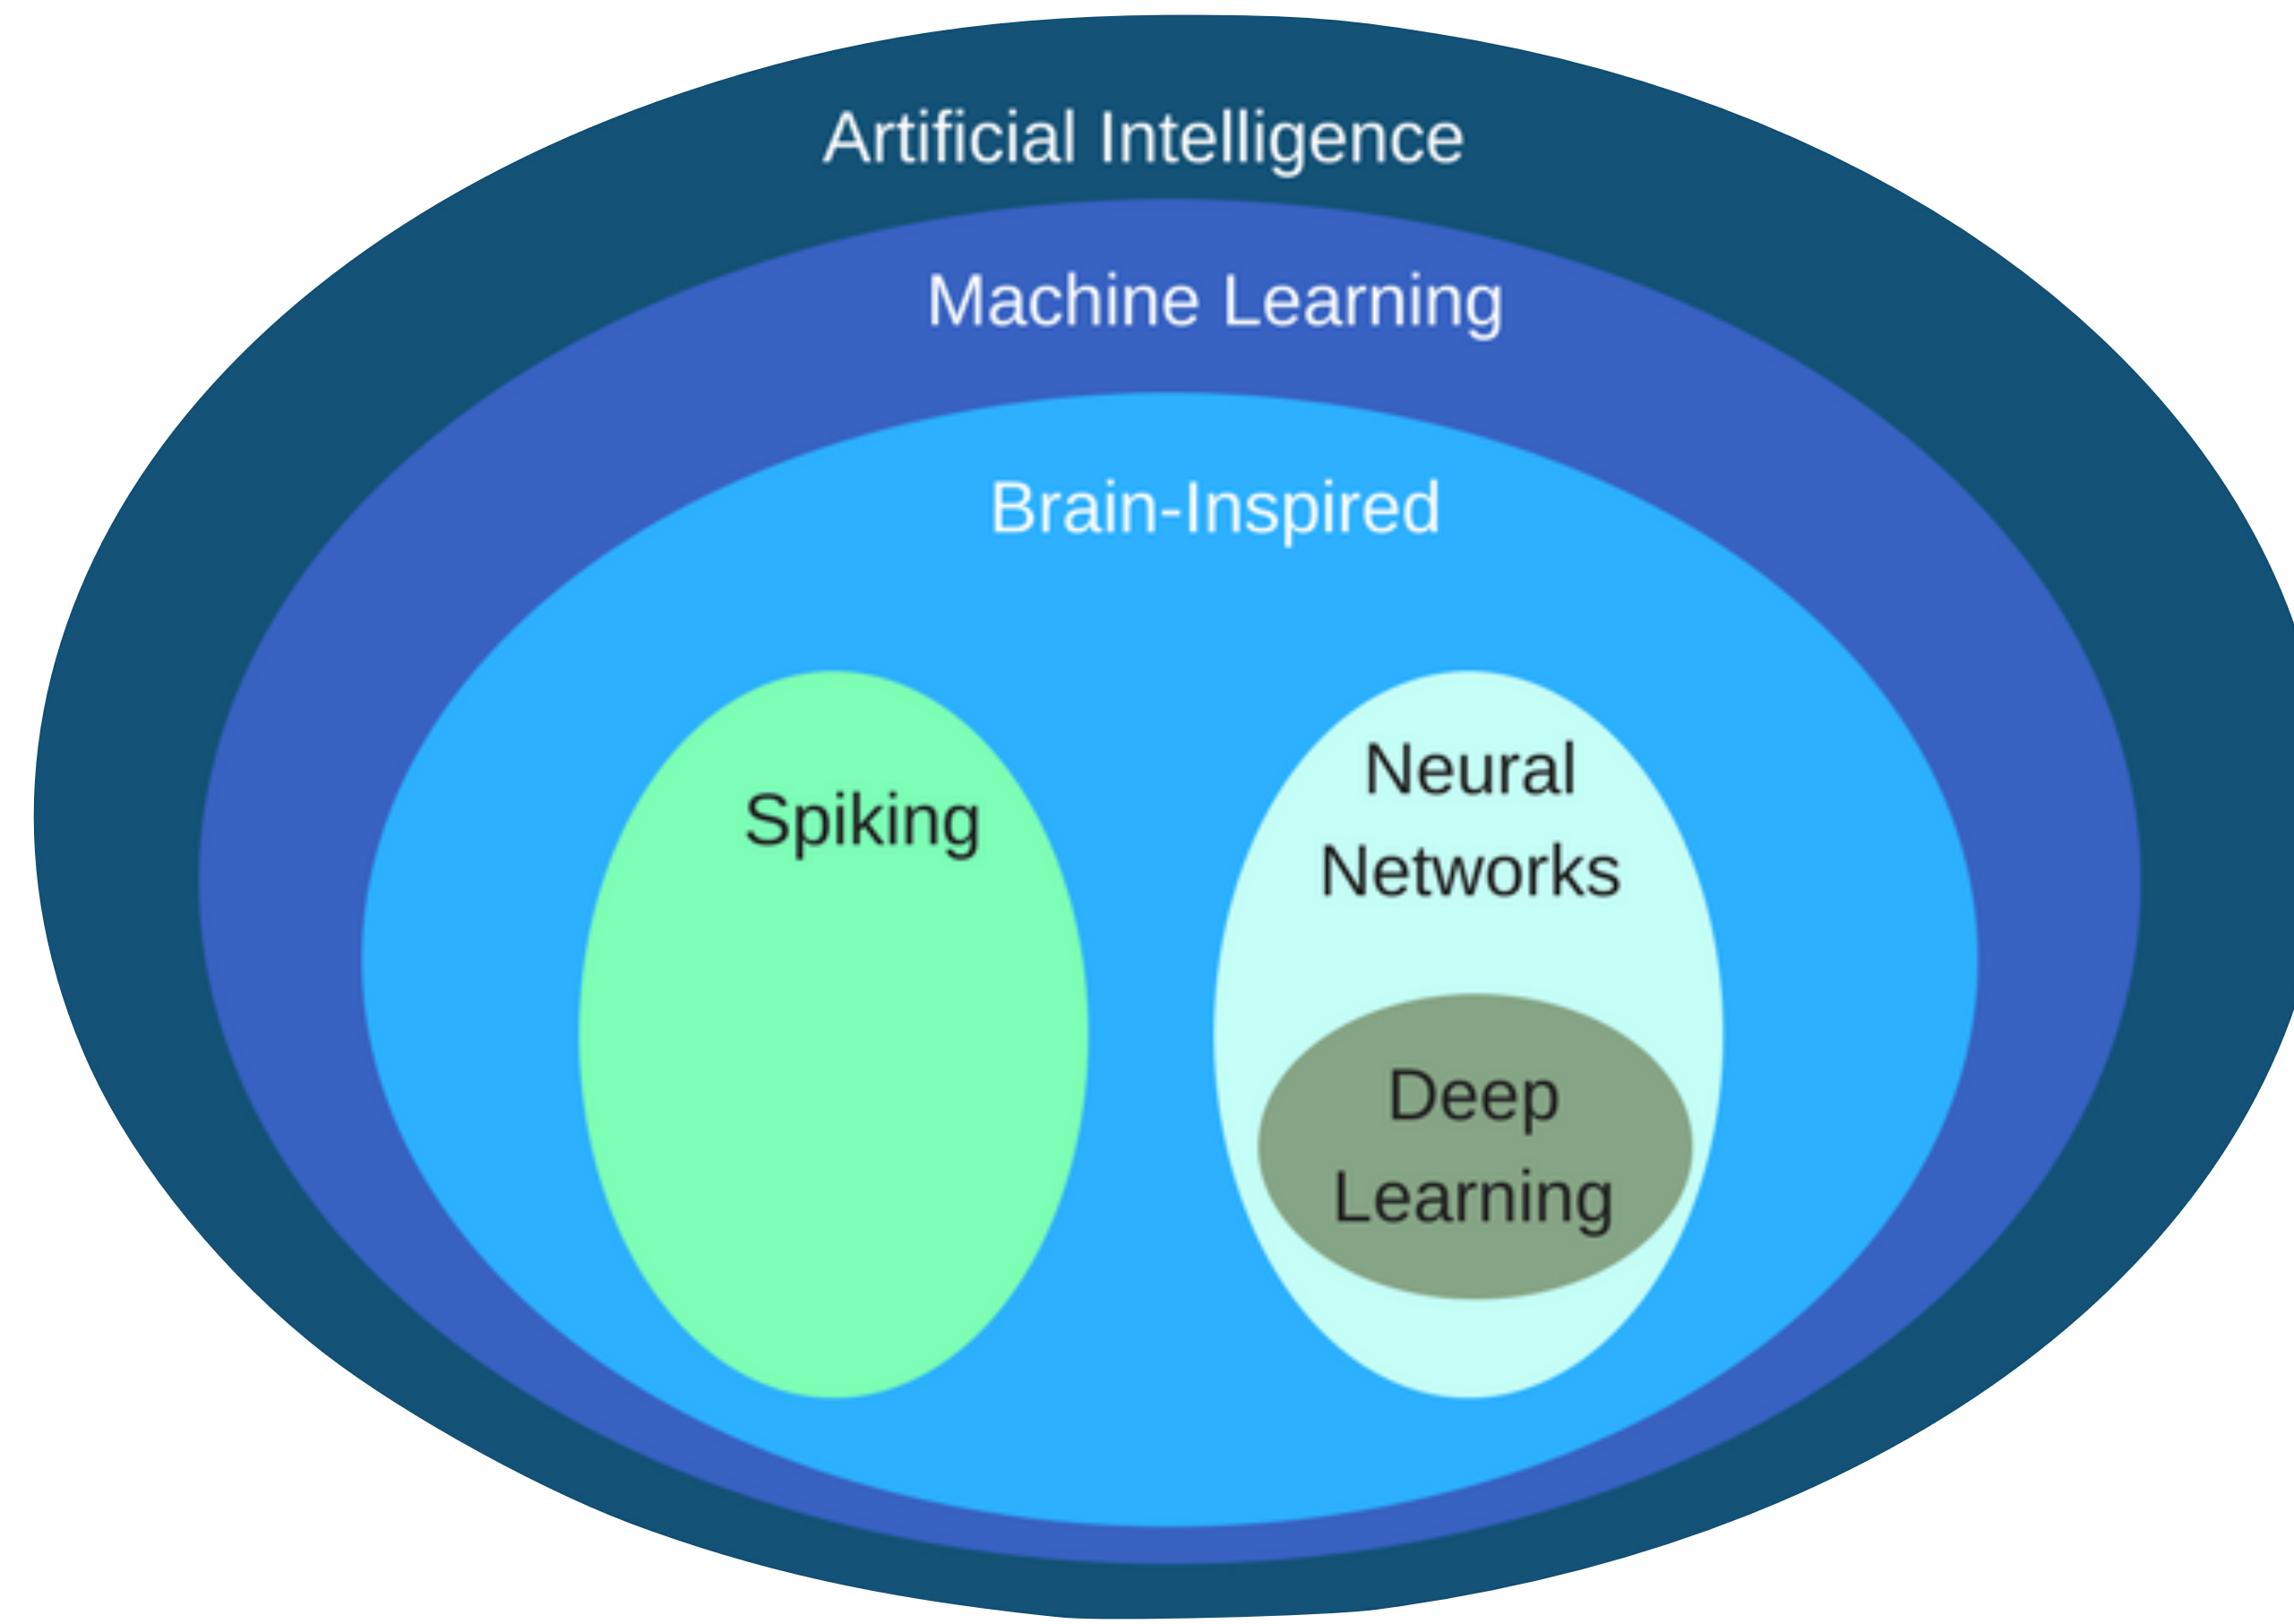 Artificial Intelligence
Machine Learning
Brain-Inspired
Spiking
Neural
Networks
Deep
Learning